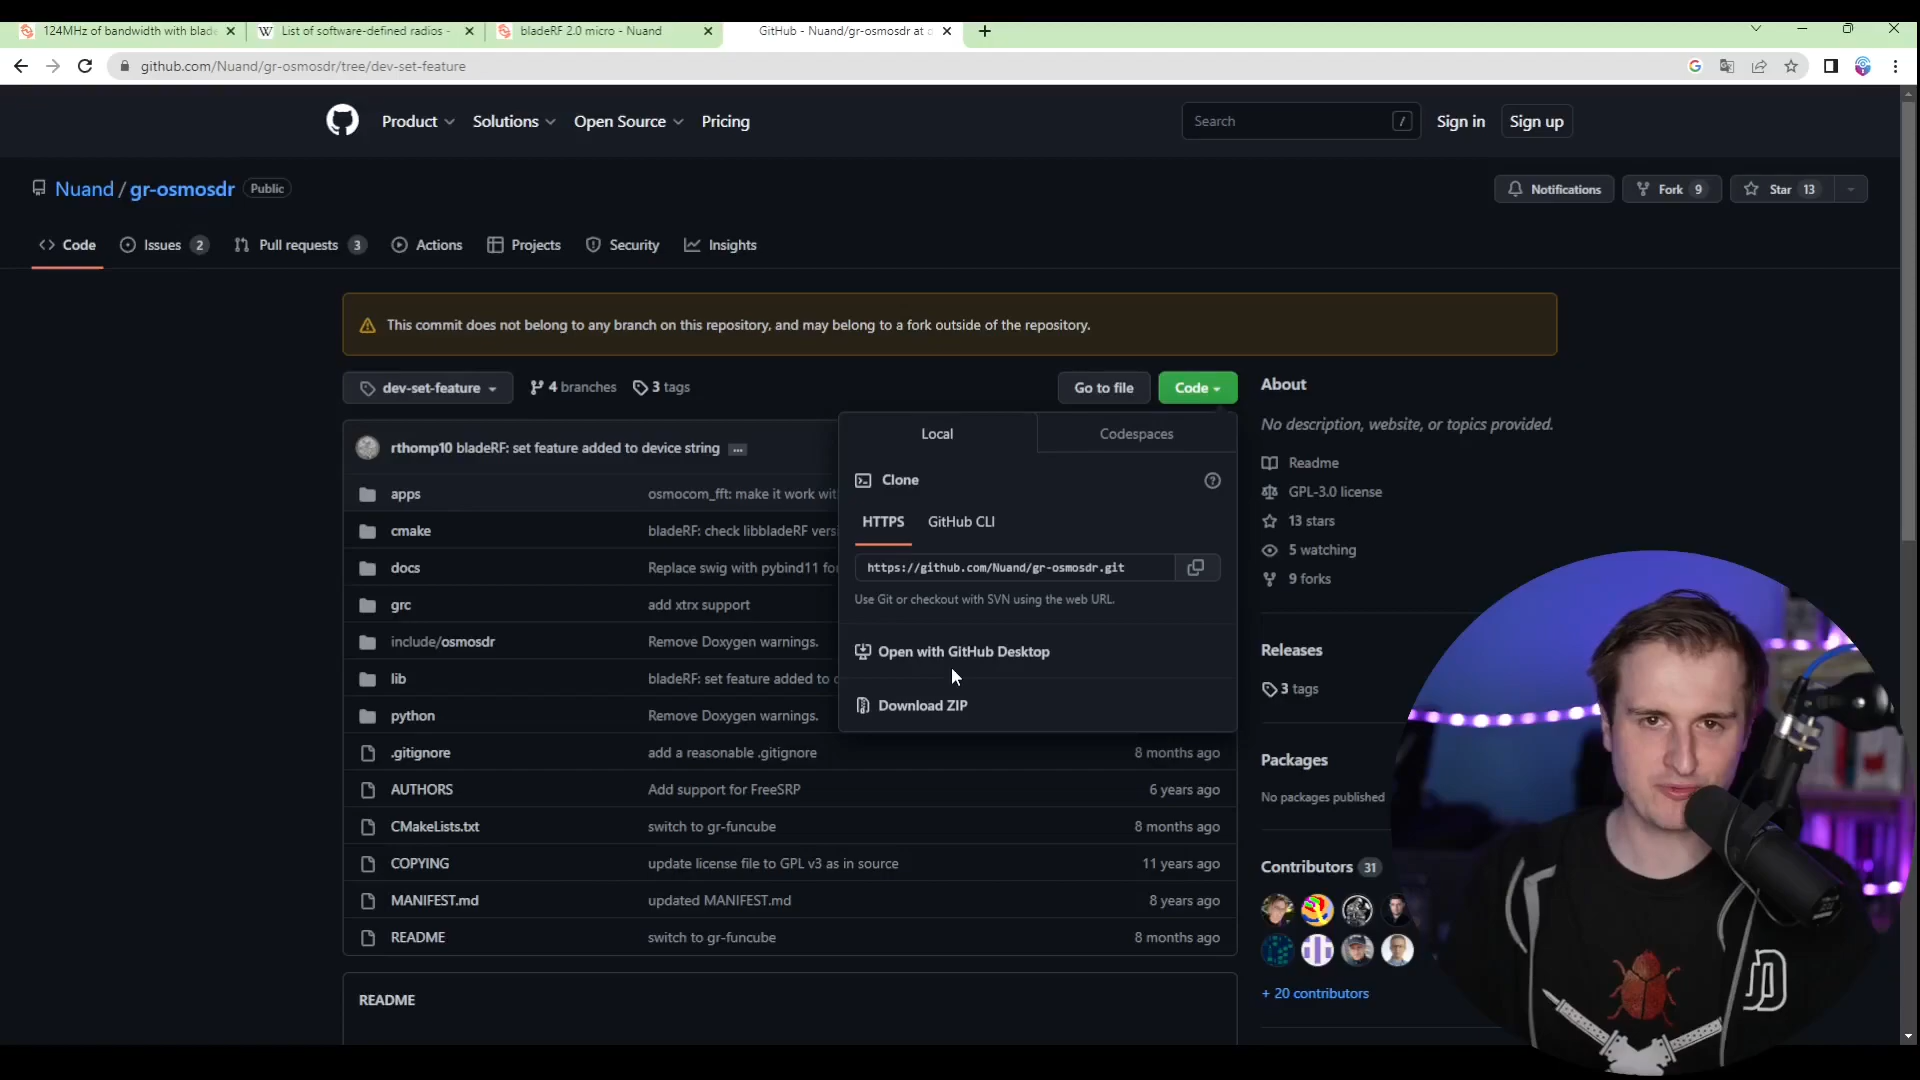 124MHz of bandwidth with blade
List of software-defined radios -
bladeRF 2.0 micro - Nuand
GitHub - Nuand/gr-osmosdr at
github.com/Nuand/gr-osmosdr/tree/dev-set-feature
Product Solutions Open Source Pricing
Search /
Sign in Sign up
Nuand / gr-osmosdr Public
Notifications Fork 9 Star 13
Code Issues 2 Pull requests 3 Actions Projects Security Insights
This commit does not belong to any branch on this repository, and may belong to a fork outside of the repository.
dev-set-feature 4 branches 3 tags Go to file Code
rthomp10 bladeRF: set feature added to device string ...
apps osmocom_fft: make it work wit
cmake bladeRF: check libbladeRF vers
docs Replace swig with pybind11 fo
grc add xtrx support
include/osmosdr Remove Doxygen warnings.
lib bladeRF: set feature added to
python Remove Doxygen warnings.
.gitignore add a reasonable .gitignore 8 months ago
AUTHORS Add support for FreeSRP 6 years ago
CMakeLists.txt switch to gr-funcube 8 months ago
COPYING update license file to GPL v3 as in source 11 years ago
MANIFEST.md updated MANIFEST.md 8 years ago
README switch to gr-funcube 8 months ago
README
Local Codespaces
Clone
HTTPS GitHub CLI
https://github.com/Nuand/gr-osmosdr.git
Use Git or checkout with SVN using the web URL.
Open with GitHub Desktop
Download ZIP
About
No description, website, or topics provided.
Readme
GPL-3.0 license
13 stars
5 watching
9 forks
Releases
3 tags
Packages
No packages published
Contributors 31
+ 20 contributors